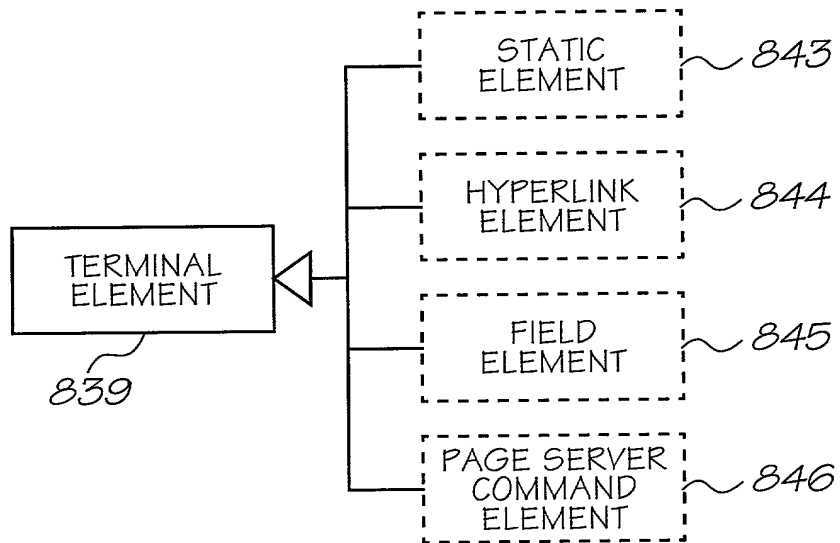 STATIC
ELEMENT
843
HYPERLINK
ELEMENT
844
TERMINAL
ELEMENT
839
FIELD
ELEMENT
845
PAGE SERVER
COMMAND
ELEMENT
846